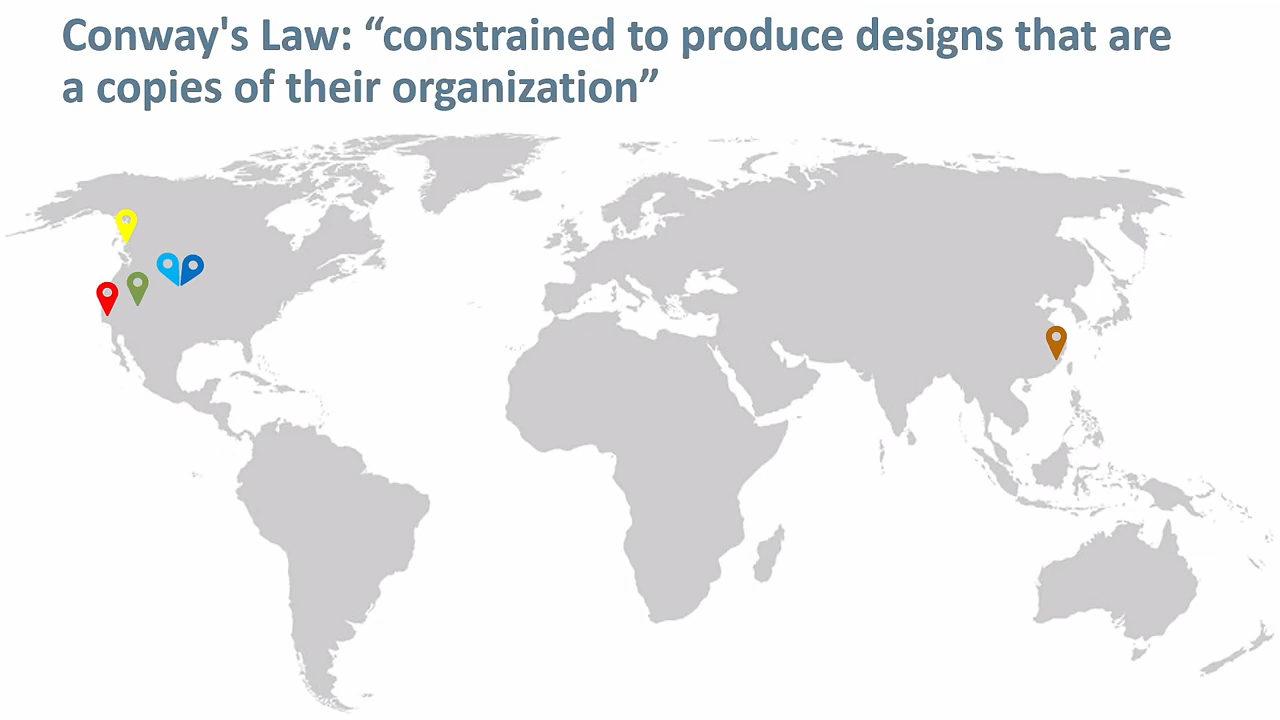 Conway's Law: “constrained to produce designs that are
a copies of their organization”